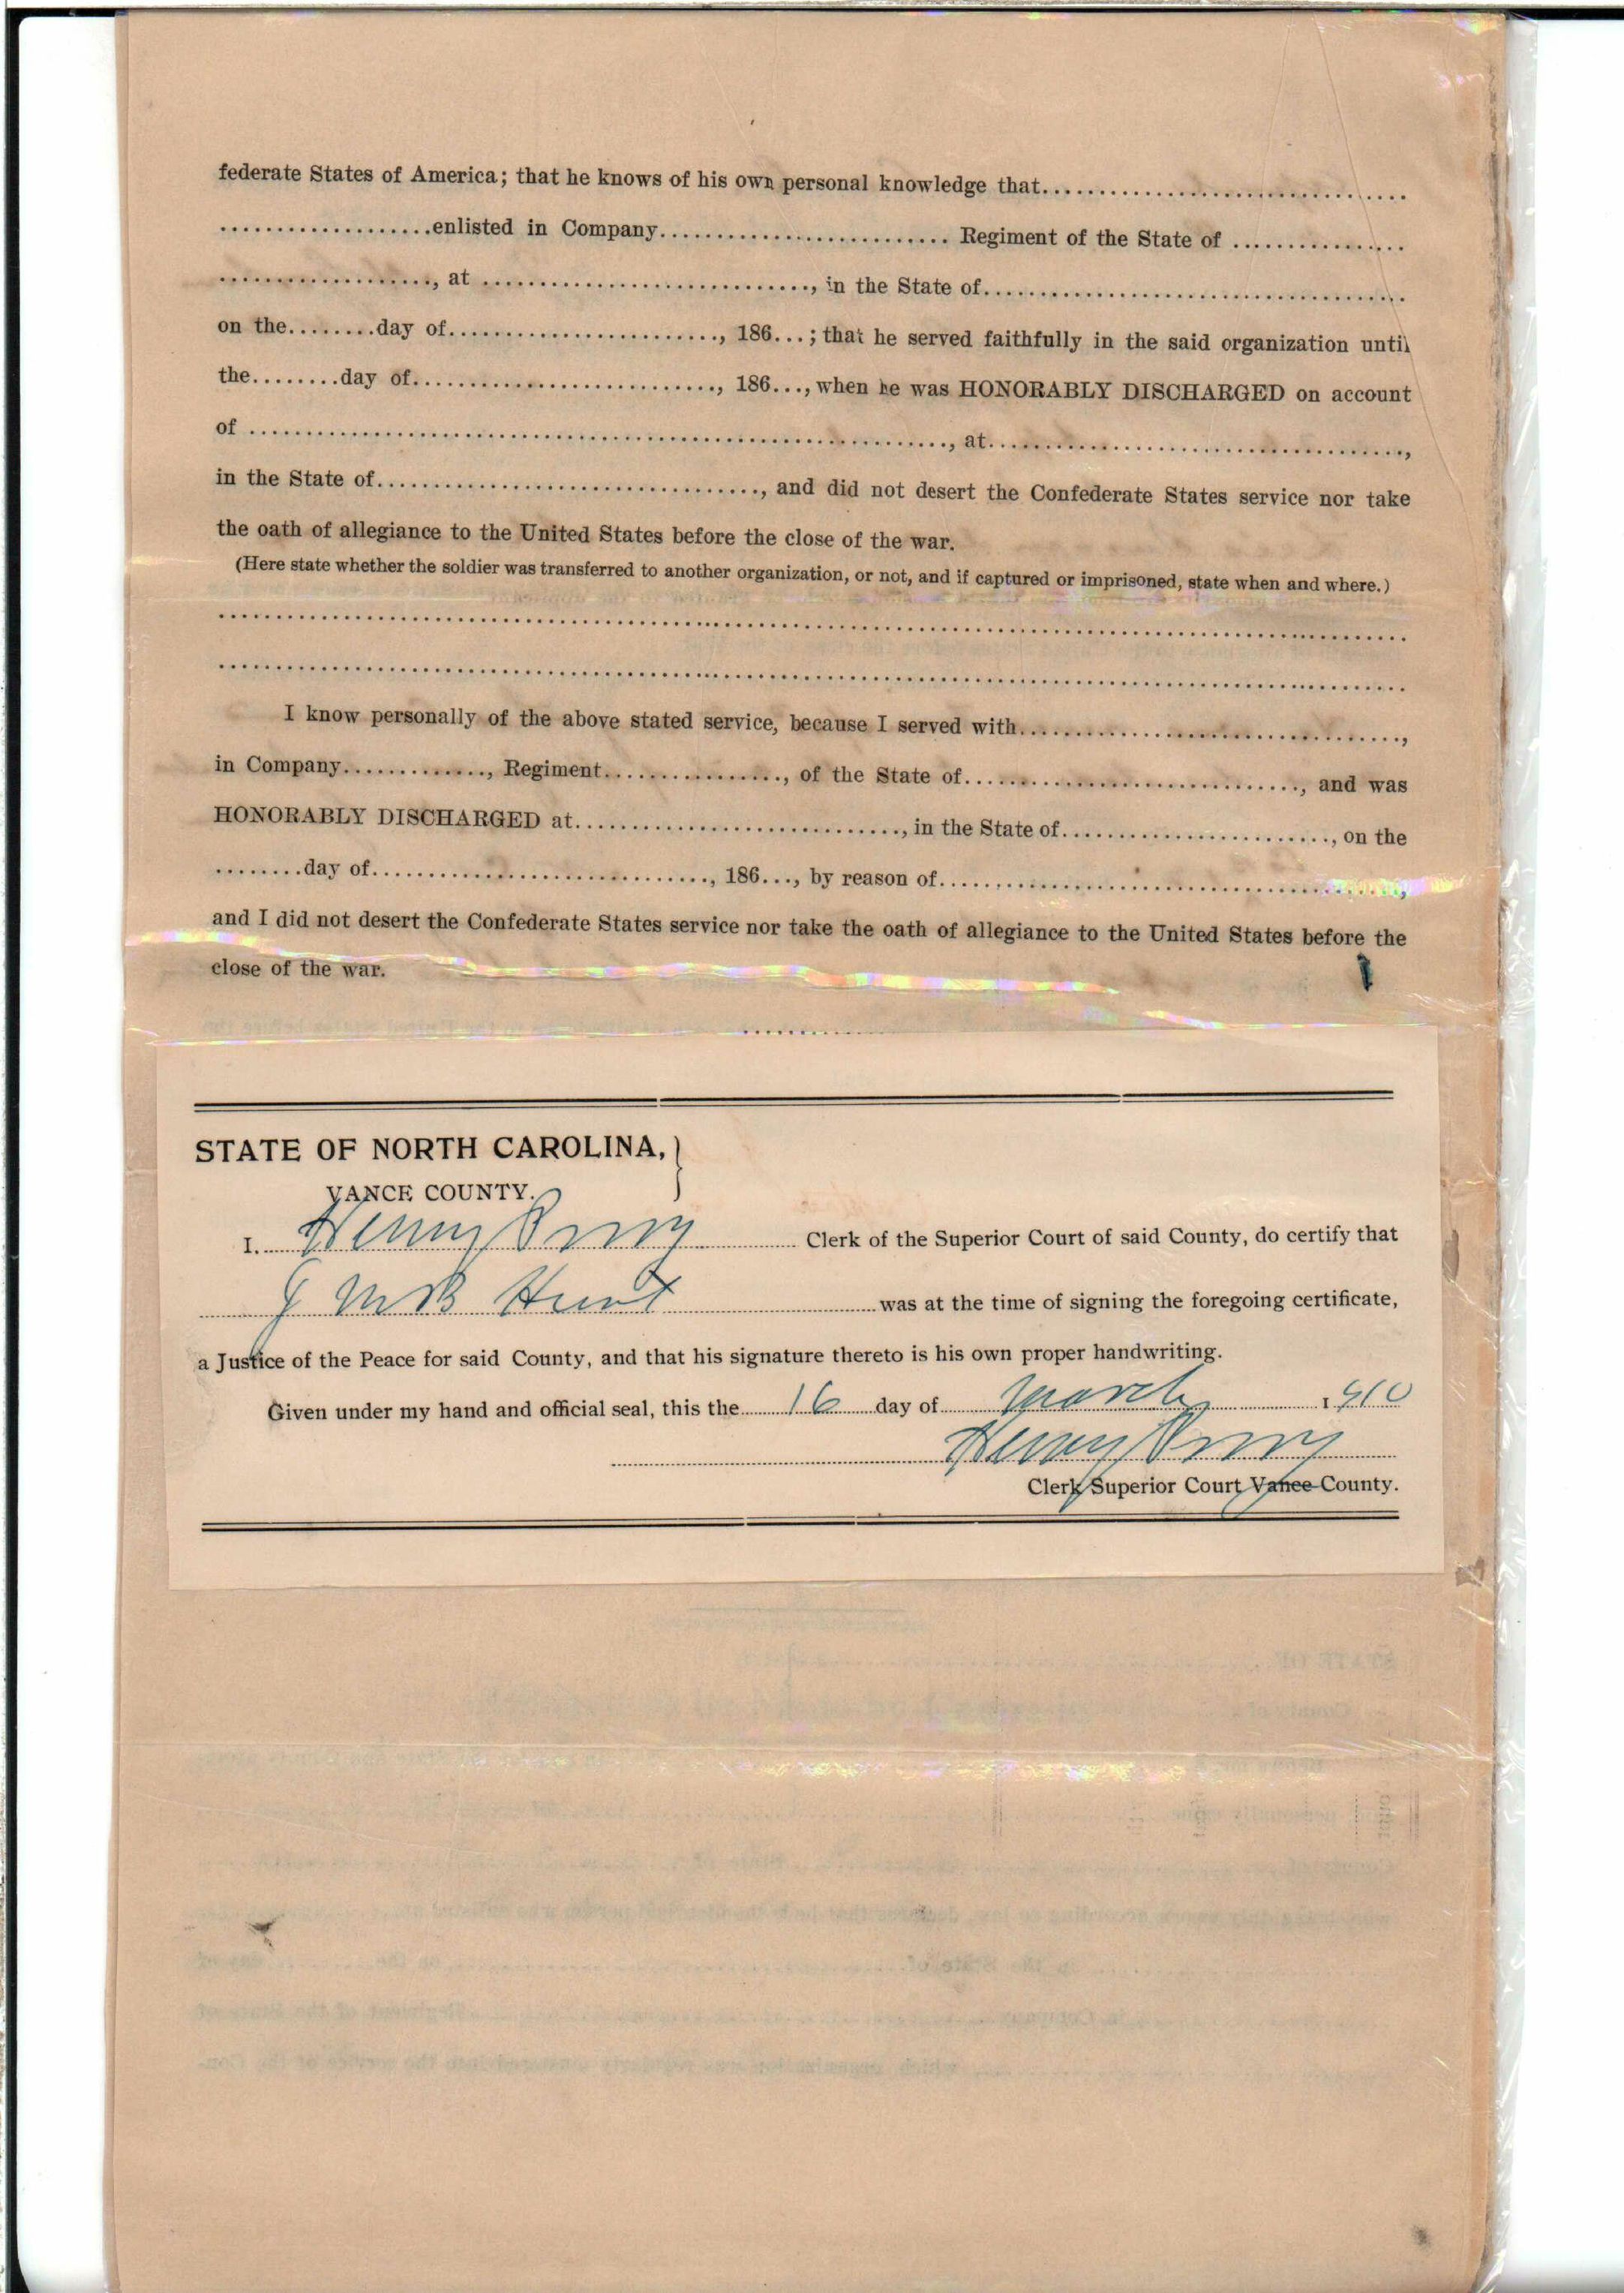 federate States of America; that he knows of his own personal knowledge that........
........enlisted in Company........ Regiment of the State of ........
........, at ........, in the State of........
on the........day of........, 186...; that he served faithfully in the said organization until
the........day of........, 186..., when he was HONORABLY DISCHARGED on account
of ........, at........,
in the State of........, and did not desert the Confederate States service nor take
the oath of allegiance to the United States before the close of the war.
(Here state whether the soldier was transferred to another organization, or not, and if captured or imprisoned, state when and where.)
I know personally of the above stated service, because I served with........,
in Company........, Regiment........, of the State of........, and was
HONORABLY DISCHARGED at........, in the State of........, on the
........day of........, 186..., by reason of........,
and I did not desert the Confederate States service nor take the oath of allegiance to the United States before the
close of the war.
STATE OF NORTH CAROLINA,}
VANCE COUNTY.
I. Henry Perry Clerk of the Superior Court of said County, do certify that
J M B Hunt was at the time of signing the foregoing certificate,
a Justice of the Peace for said County, and that his signature thereto is his own proper handwriting.
Given under my hand and official seal, this the 16 day of March 1910
Henry Perry
Clerk Superior Court Vance County.